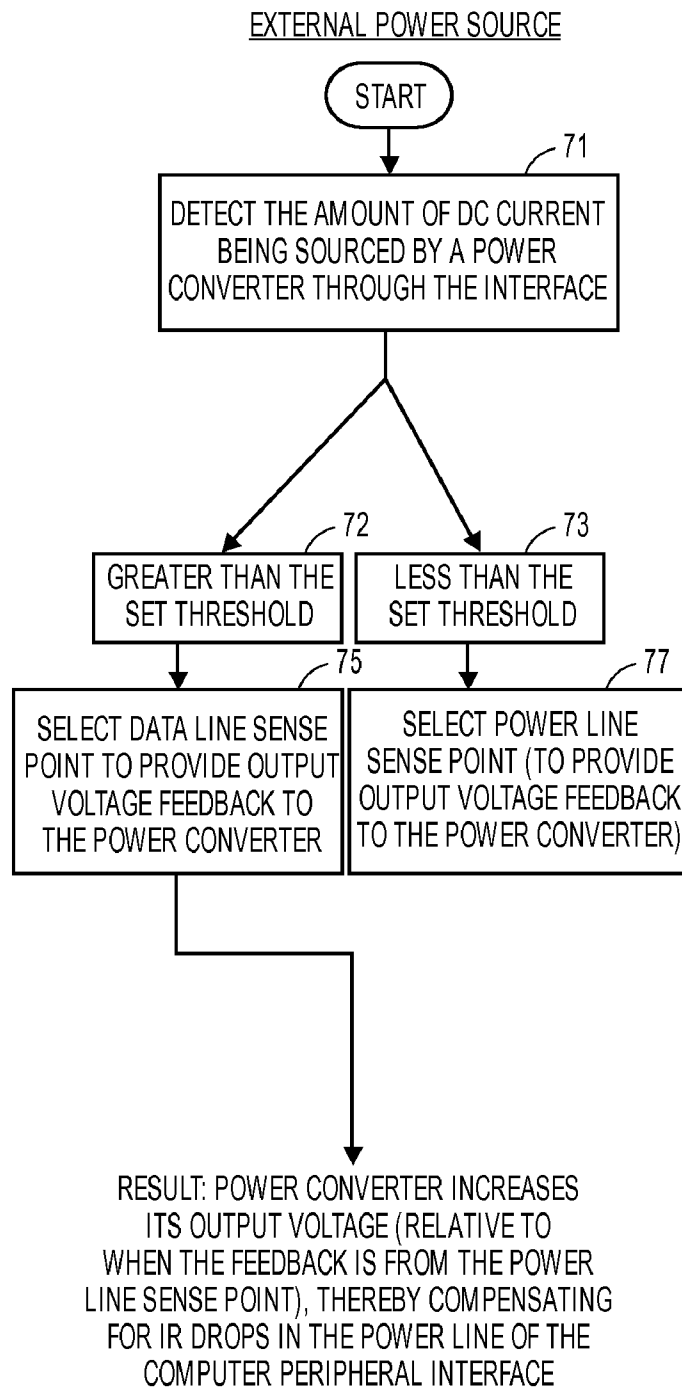 EXTERNAL POWER SOURCE
START
71
DETECT THE AMOUNT OF DC CURRENT
BEING SOURCED BY A POWER
CONVERTER THROUGH THE INTERFACE
72
GREATER THAN THE
SET THRESHOLD
73
LESS THAN THE
SET THRESHOLD
75
SELECT DATA LINE SENSE
POINT TO PROVIDE OUTPUT
VOLTAGE FEEDBACK TO
THE POWER CONVERTER
77
SELECT POWER LINE
SENSE POINT (TO PROVIDE
OUTPUT VOLTAGE FEEDBACK
TO THE POWER CONVERTER)
RESULT: POWER CONVERTER INCREASES
ITS OUTPUT VOLTAGE (RELATIVE TO
WHEN THE FEEDBACK IS FROM THE POWER
LINE SENSE POINT), THEREBY COMPENSATING
FOR IR DROPS IN THE POWER LINE OF THE
COMPUTER PERIPHERAL INTERFACE